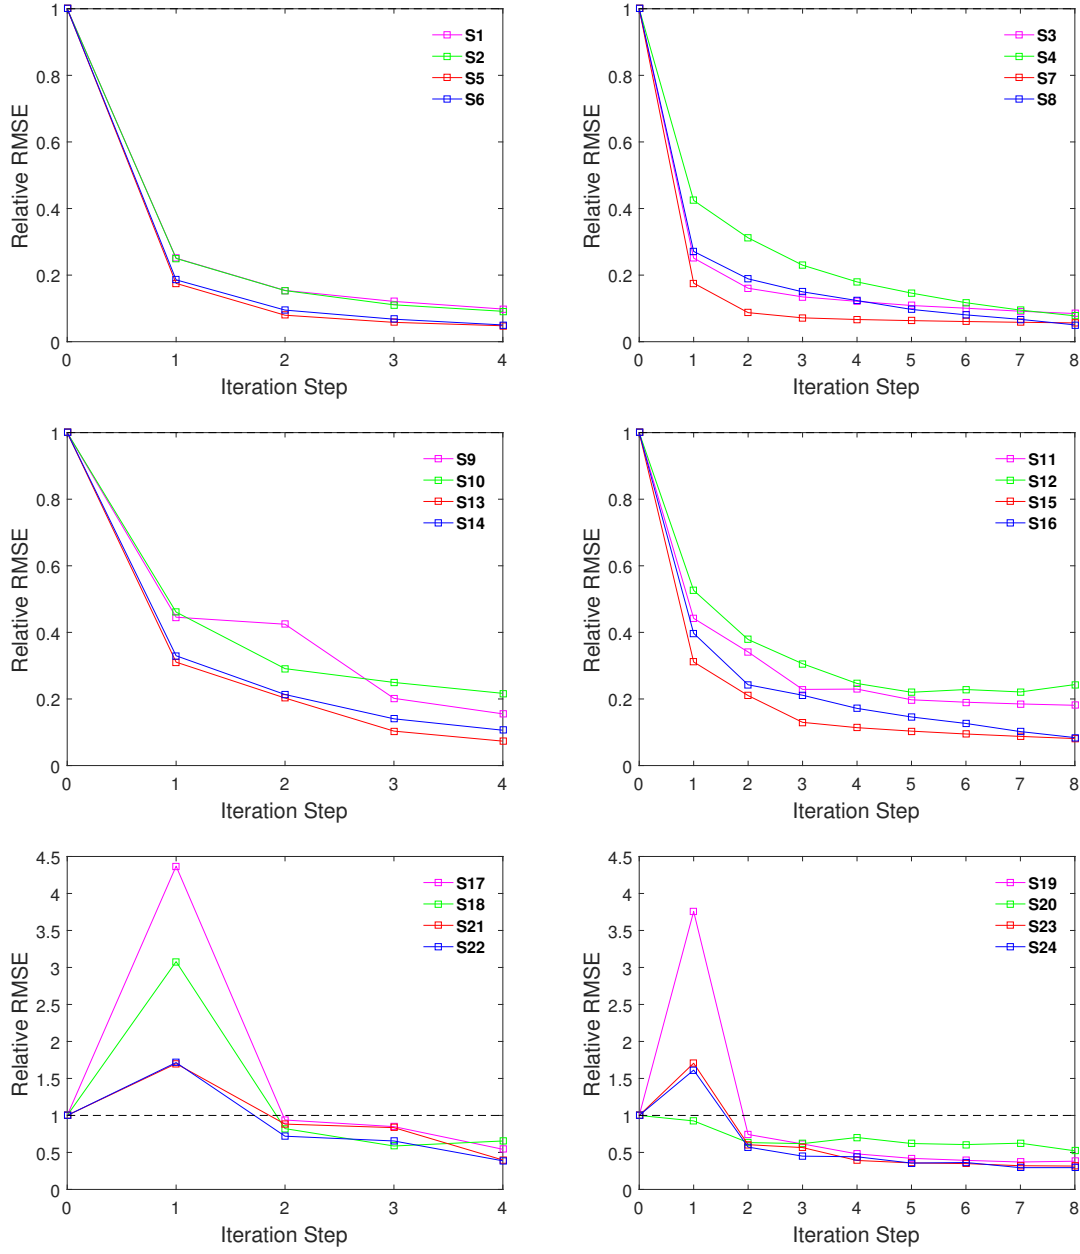 1
0.8
0.6
0.4
0.2
0
0 1 2 3 4
Relative RMSE
Iteration Step
S1
S2
S5
S6
1
0.8
0.6
0.4
0.2
0
0 1 2 3 4 5 6 7 8
Relative RMSE
Iteration Step
S3
S4
S7
S8
1
0.8
0.6
0.4
0.2
0
0 1 2 3 4
Relative RMSE
Iteration Step
S9
S10
S13
S14
1
0.8
0.6
0.4
0.2
0
0 1 2 3 4 5 6 7 8
Relative RMSE
Iteration Step
S11
S12
S15
S16
4.5
4
3.5
3
2.5
2
1.5
1
0.5
0
0 1 2 3 4
Relative RMSE
Iteration Step
S17
S18
S21
S22
4.5
4
3.5
3
2.5
2
1.5
1
0.5
0
0 1 2 3 4 5 6 7 8
Relative RMSE
Iteration Step
S19
S20
S23
S24